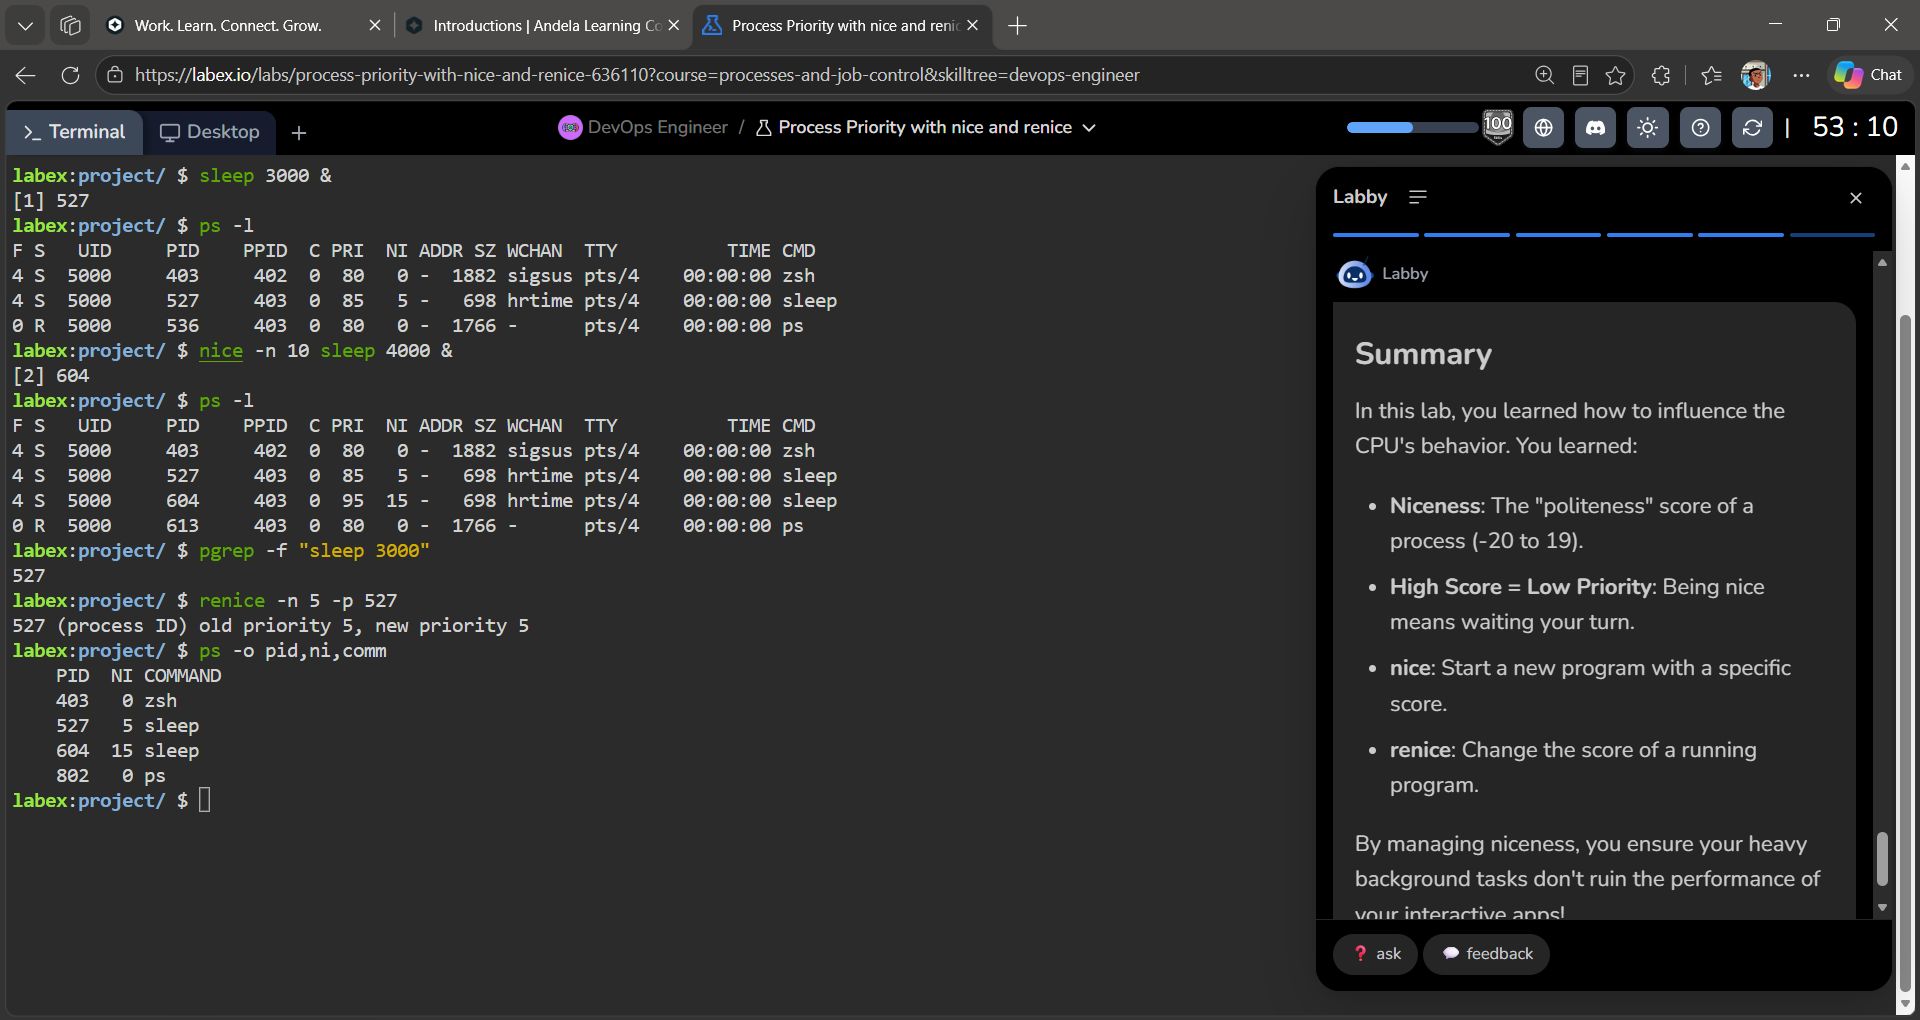 Work. Learn. Connect. Grow.
Introductions | Andela Learning Co
Process Priority with nice and renic
https://labex.io/labs/process-priority-with-nice-and-renice-636110?course=processes-and-job-control&skilltree=devops-engineer
Chat
>_ Terminal
Desktop
DevOps Engineer / Process Priority with nice and renice
100
| 53 : 10
labex:project/ $ sleep 3000 &
[1] 527
labex:project/ $ ps -l
F S   UID     PID    PPID  C PRI  NI ADDR SZ WCHAN  TTY          TIME CMD
4 S  5000     403     402  0  80   0 -  1882 sigsus pts/4    00:00:00 zsh
4 S  5000     527     403  0  85   5 -   698 hrtime pts/4    00:00:00 sleep
0 R  5000     536     403  0  80   0 -  1766 -      pts/4    00:00:00 ps
labex:project/ $ nice -n 10 sleep 4000 &
[2] 604
labex:project/ $ ps -l
F S   UID     PID    PPID  C PRI  NI ADDR SZ WCHAN  TTY          TIME CMD
4 S  5000     403     402  0  80   0 -  1882 sigsus pts/4    00:00:00 zsh
4 S  5000     527     403  0  85   5 -   698 hrtime pts/4    00:00:00 sleep
4 S  5000     604     403  0  95  15 -   698 hrtime pts/4    00:00:00 sleep
0 R  5000     613     403  0  80   0 -  1766 -      pts/4    00:00:00 ps
labex:project/ $ pgrep -f "sleep 3000"
527
labex:project/ $ renice -n 5 -p 527
527 (process ID) old priority 5, new priority 5
labex:project/ $ ps -o pid,ni,comm
    PID  NI COMMAND
    403   0 zsh
    527   5 sleep
    604  15 sleep
    802   0 ps
labex:project/ $
Labby
Labby
Summary
In this lab, you learned how to influence the
CPU's behavior. You learned:
• Niceness: The "politeness" score of a
process (-20 to 19).
• High Score = Low Priority: Being nice
means waiting your turn.
• nice: Start a new program with a specific
score.
• renice: Change the score of a running
program.
By managing niceness, you ensure your heavy
background tasks don't ruin the performance of
your interactive apps!
❓ ask
💬 feedback